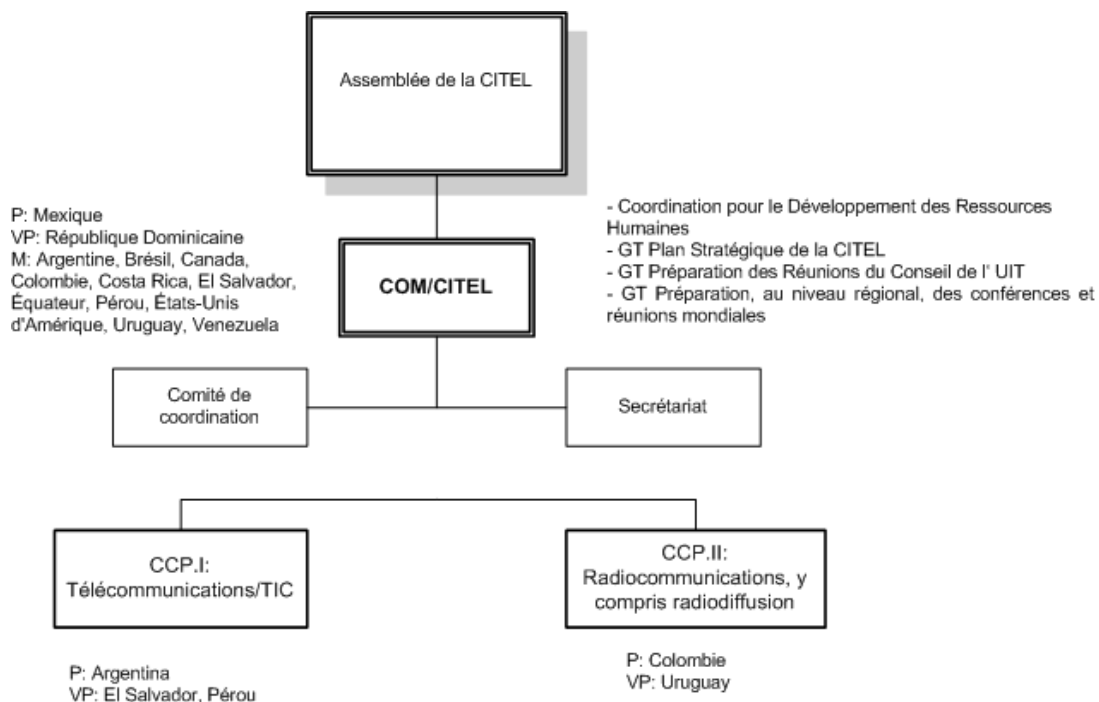 Assemblée de la CITEL
P: Mexique
VP: République Dominicaine
M: Argentine, Brésil, Canada,
Colombie, Costa Rica, El Salvador,
Équateur, Pérou, États-Unis
d'Amérique, Uruguay, Venezuela
COM/CITEL
- Coordination pour le Développement des Ressources
Humaines
- GT Plan Stratégique de la CITEL
- GT Préparation des Réunions du Conseil de l' UIT
- GT Préparation, au niveau régional, des conférences et
réunions mondiales
Comité de
coordination
Secrétariat
CCP.I:
Télécommunications/TIC
CCP.II:
Radiocommunications, y
compris radiodiffusion
P: Argentina
VP: El Salvador, Pérou
P: Colombie
VP: Uruguay